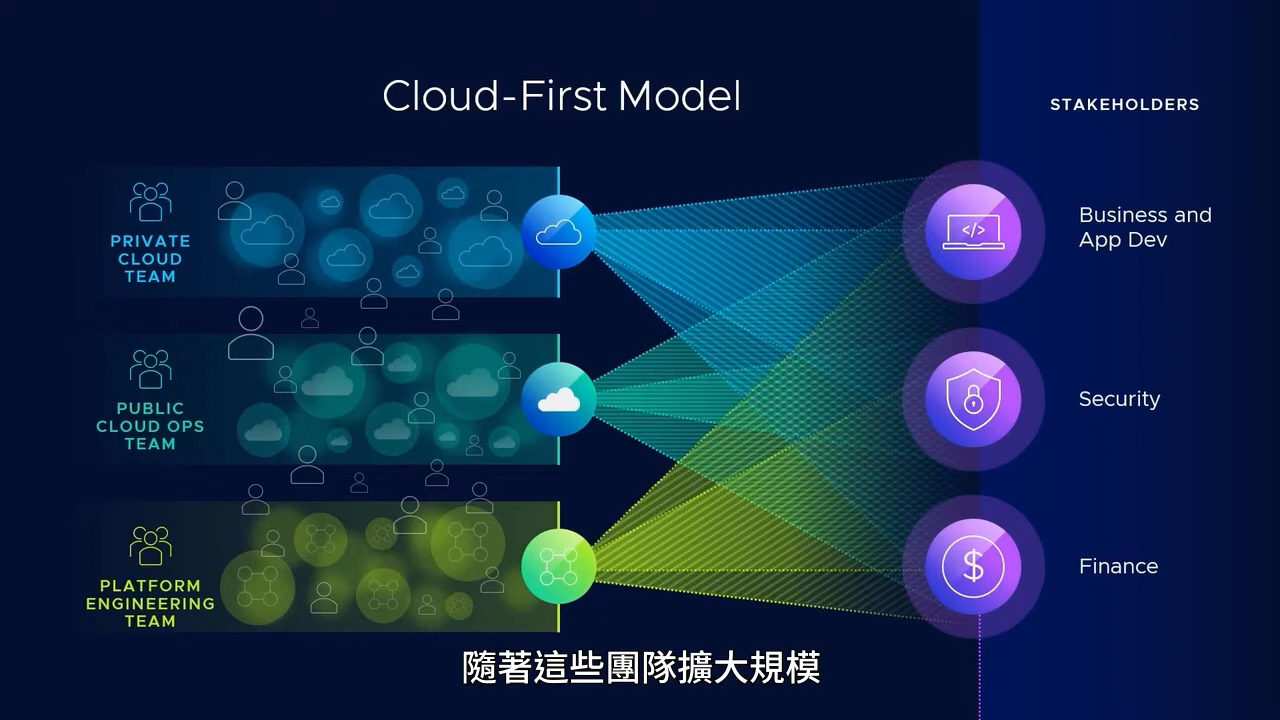 Cloud-First Model
STAKEHOLDERS
PRIVATE
CLOUD
TEAM
Business and
App Dev
</>
PUBLIC
CLOUD OPS
TEAM
Security
PLATFORM
ENGINEERING
TEAM
$
Finance
隨著這些團隊擴大規模